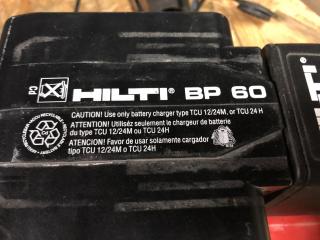 HILTI® BP 60
CAUTION! Use only battery charger type TCU 12/24M, or TCU 24H
ATTENTION! Utiliséz seulement le chargeur de batterie
du type TCU 12/24M ou TCU 24H
ATENCION! Favor de usar solamente cargador
tipo TCU 12/24M o TCU 24H